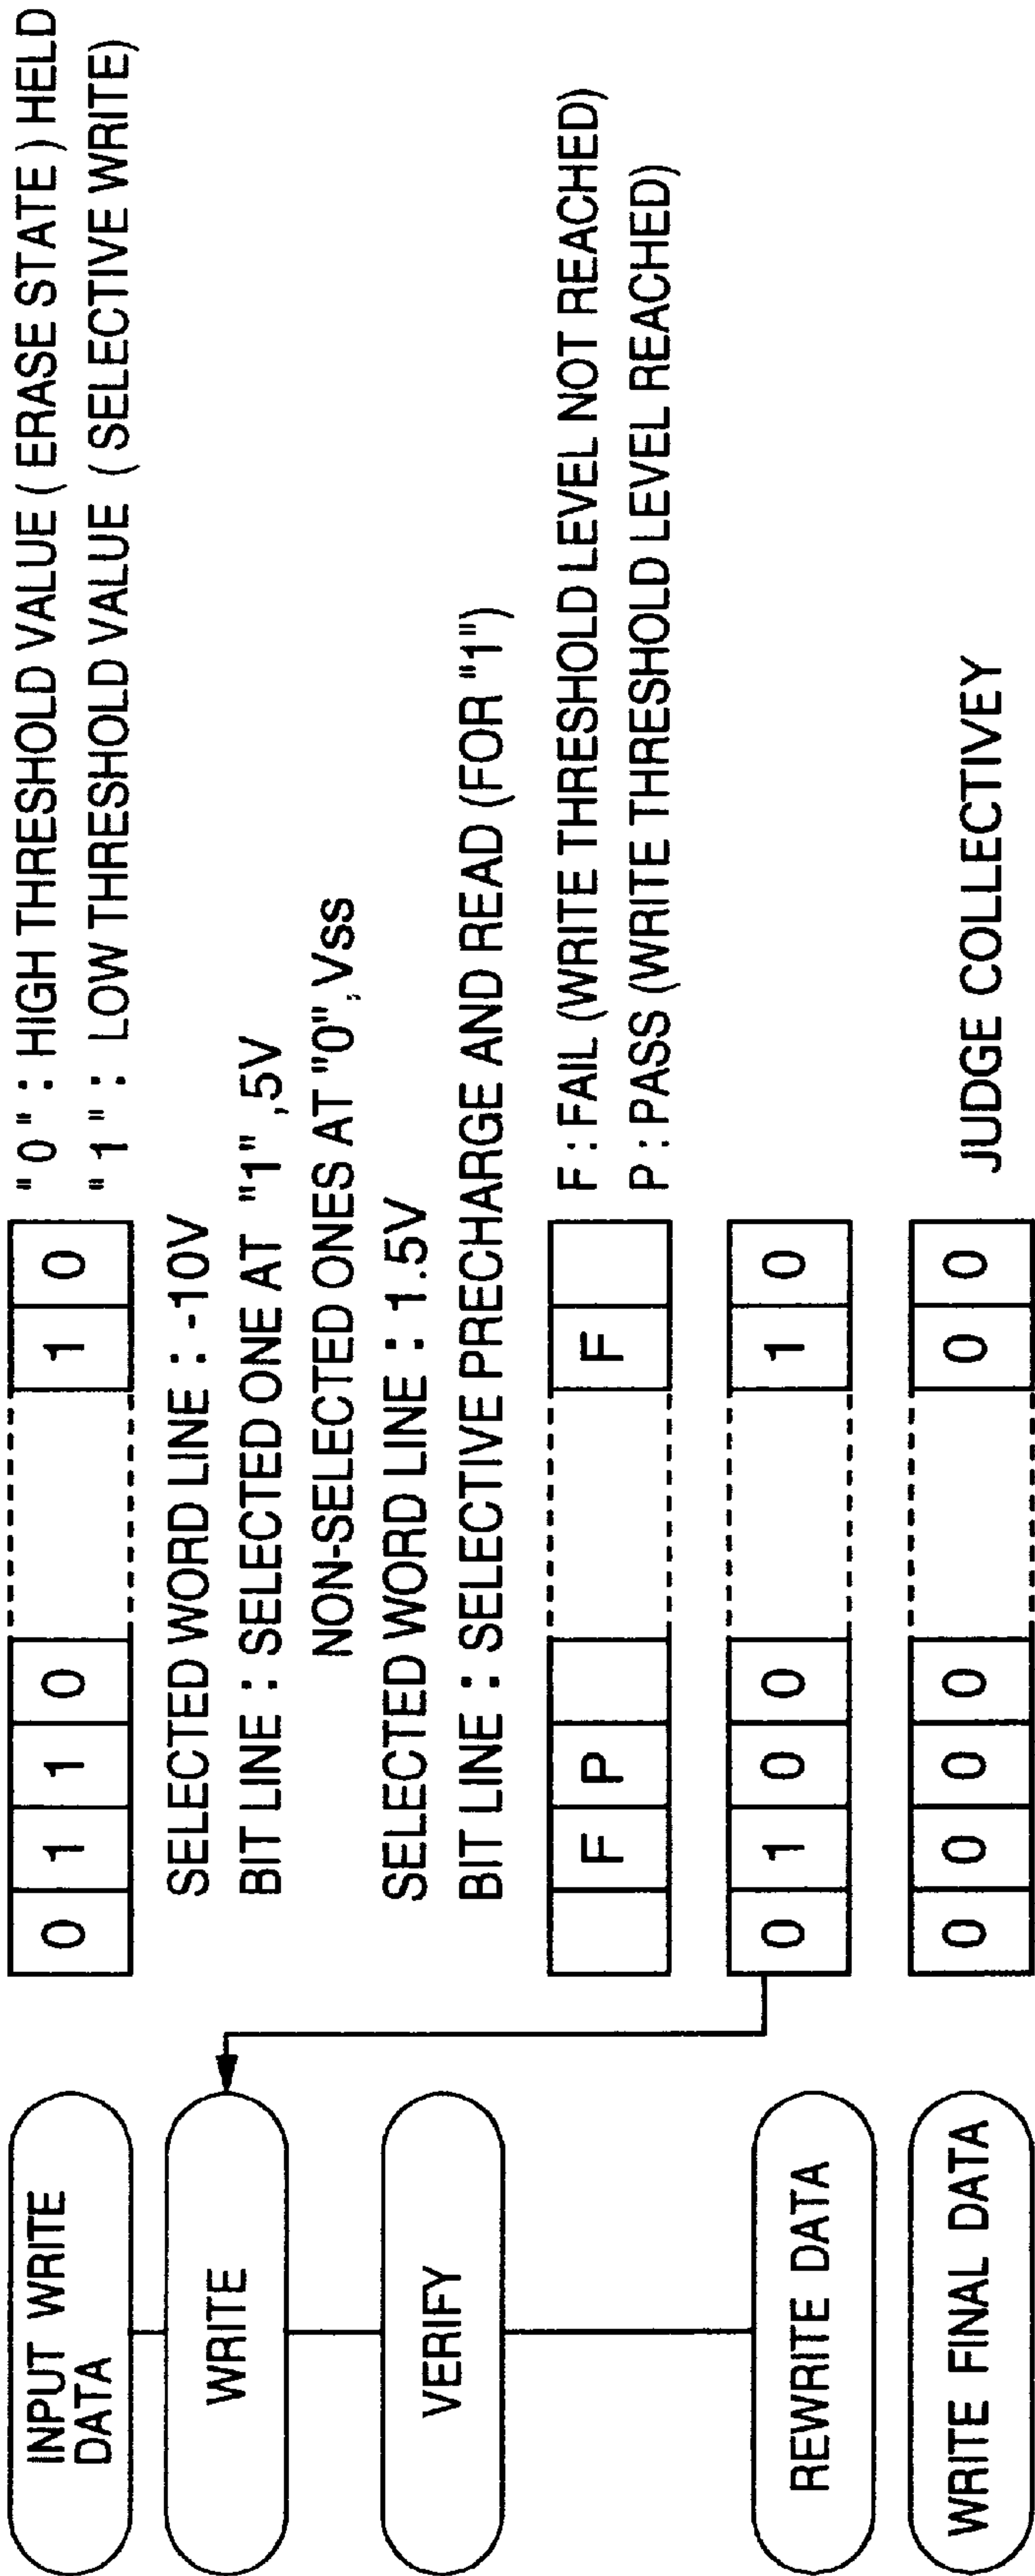 INPUT WRITE
DATA
0 1 1 0 1 0
"0" : HIGH THRESHOLD VALUE ( ERASE STATE ) HELD
"1" : LOW THRESHOLD VALUE ( SELECTIVE WRITE)
WRITE
SELECTED WORD LINE : -10V
BIT LINE : SELECTED ONE AT "1" ,5V
NON-SELECTED ONES AT "0", Vss
VERIFY
SELECTED WORD LINE : 1.5V
BIT LINE : SELECTIVE PRECHARGE AND READ (FOR "1")
F P F
F : FAIL (WRITE THRESHOLD LEVEL NOT REACHED)
P : PASS (WRITE THRESHOLD LEVEL REACHED)
REWRITE DATA
0 1 0 0 1 0
WRITE FINAL DATA
0 0 0 0 0 0
JUDGE COLLECTIVEY